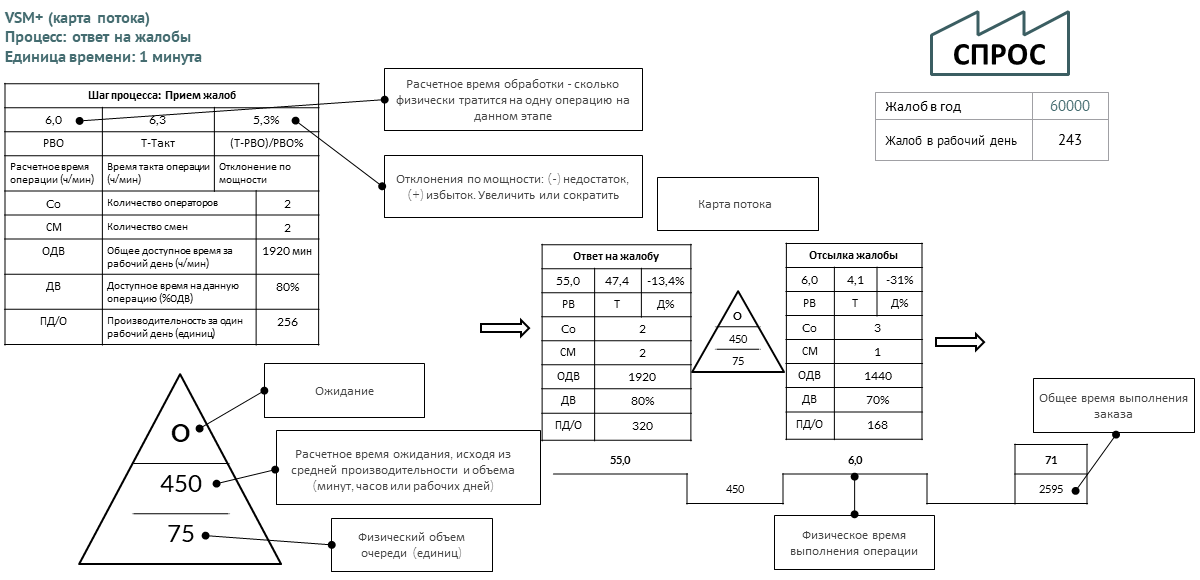 VSM+ (карта потока)
Процесс: ответ на жалобы
Единица времени: 1 минута
СПРОС
Жалоб в год 60000
Жалоб в рабочий день 243
Шаг процесса: Прием жалоб
6,0 6,3 5,3%
РВО Т-Такт (Т-РВО)/РВО%
Расчетное время Время такта операции Отклонение по
операции (ч/мин) (ч/мин) мощности
Со Количество операторов 2
СМ Количество смен 2
ОДВ Общее доступное время за 1920 мин
рабочий день (ч/мин)
ДВ Доступное время на данную 80%
операцию (%ОДВ)
ПД/О Производительность за один 256
рабочий день (единиц)
Расчетное время обработки - сколько
физически тратится на одну операцию на
данном этапе
Отклонения по мощности: (-) недостаток,
(+) избыток. Увеличить или сократить
Карта потока
Ответ на жалобу
55,0 47,4 -13,4%
РВ Т Д%
Со 2
СМ 2
ОДВ 1920
ДВ 80%
ПД/О 320
О
450
75
Отсылка жалобы
6,0 4,1 -31%
РВ Т Д%
Со 3
СМ 1
ОДВ 1440
ДВ 70%
ПД/О 168
О
450
75
Ожидание
Расчетное время ожидания, исходя из
средней производительности и объема
(минут, часов или рабочих дней)
Физический объем
очереди (единиц)
55,0 6,0 71
450 2595
Общее время выполнения
заказа
Физическое время
выполнения операции